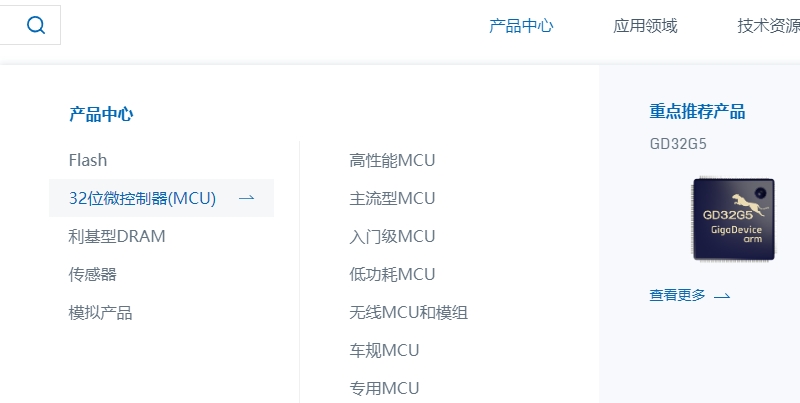 产品中心
应用领域
技术资源
产品中心
Flash
32位微控制器(MCU)
利基型DRAM
传感器
模拟产品
高性能MCU
主流型MCU
入门级MCU
低功耗MCU
无线MCU和模组
车规MCU
专用MCU
重点推荐产品
GD32G5
GD32G5
GigaDevice
arm
查看更多